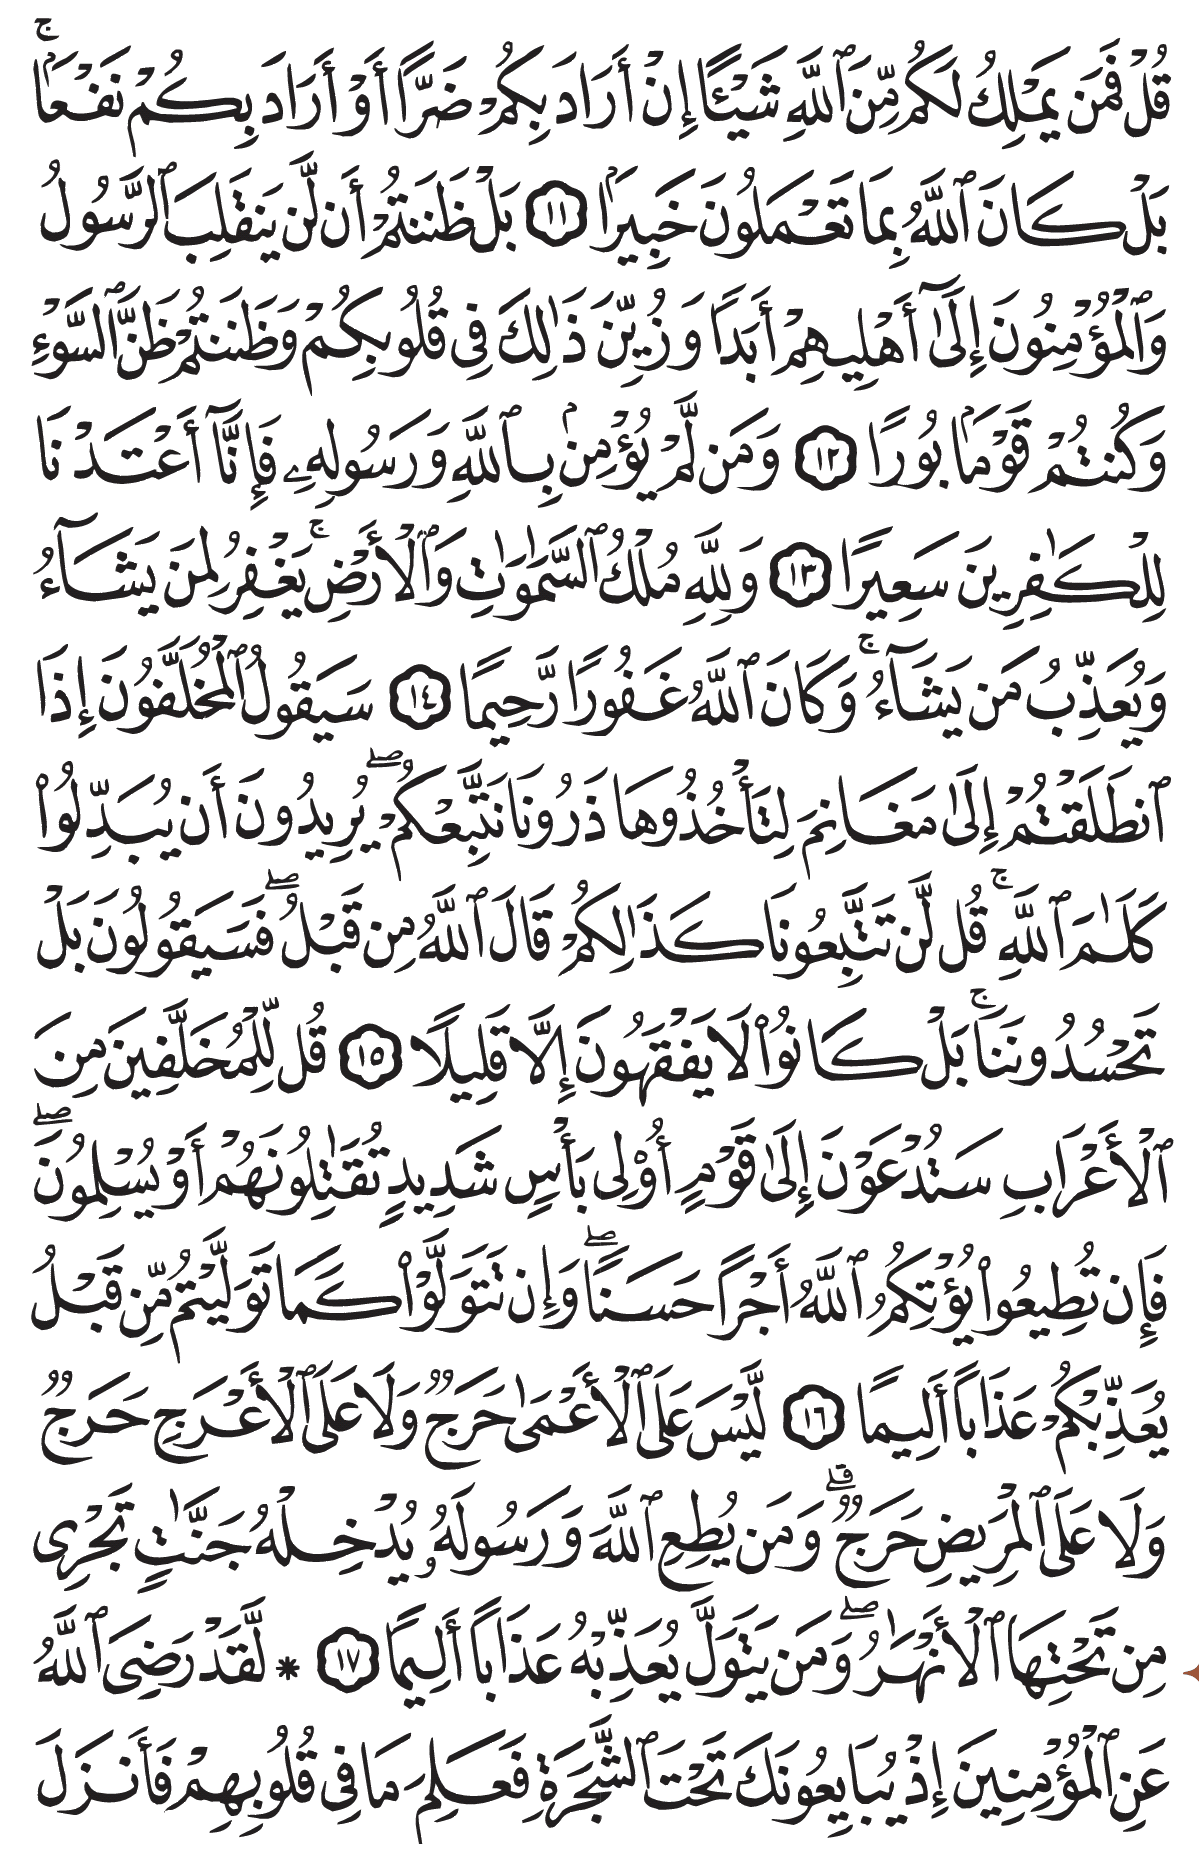 قُلْ فَمَن يَمْلِكُ لَكُم مِّنَ ٱللَّهِ شَيْـًٔا إِنْ أَرَادَ بِكُمْ ضَرًّا أَوْ أَرَادَ بِكُمْ نَفْعَۢاۚ
بَلْ كَانَ ٱللَّهُ بِمَا تَعْمَلُونَ خَبِيرَۢا ١١ بَلْ ظَنَنتُمْ أَن لَّن يَنقَلِبَ ٱلرَّسُولُ
وَٱلْمُؤْمِنُونَ إِلَىٰٓ أَهْلِيهِمْ أَبَدًا وَزُيِّنَ ذَٰلِكَ فِى قُلُوبِكُمْ وَظَنَنتُمْ ظَنَّ ٱلسَّوْءِ
وَكُنتُمْ قَوْمَۢا بُورًا ١٢ وَمَن لَّمْ يُؤْمِنۢ بِٱللَّهِ وَرَسُولِهِۦ فَإِنَّآ أَعْتَدْنَا
لِلْكَٰفِرِينَ سَعِيرًا ١٣ وَلِلَّهِ مُلْكُ ٱلسَّمَٰوَٰتِ وَٱلْأَرْضِۚ يَغْفِرُ لِمَن يَشَآءُ
وَيُعَذِّبُ مَن يَشَآءُۚ وَكَانَ ٱللَّهُ غَفُورًا رَّحِيمًا ١٤ سَيَقُولُ ٱلْمُخَلَّفُونَ إِذَا
ٱنطَلَقْتُمْ إِلَىٰ مَغَانِمَ لِتَأْخُذُوهَا ذَرُونَا نَتَّبِعْكُمْۖ يُرِيدُونَ أَن يُبَدِّلُوا۟
كَلَٰمَ ٱللَّهِۚ قُل لَّن تَتَّبِعُونَا كَذَٰلِكُمْ قَالَ ٱللَّهُ مِن قَبْلُۖ فَسَيَقُولُونَ بَلْ
تَحْسُدُونَنَاۚ بَلْ كَانُوا۟ لَا يَفْقَهُونَ إِلَّا قَلِيلًا ١٥ قُل لِّلْمُخَلَّفِينَ مِنَ
ٱلْأَعْرَابِ سَتُدْعَوْنَ إِلَىٰ قَوْمٍ أُو۟لِى بَأْسٍ شَدِيدٍ تُقَٰتِلُونَهُمْ أَوْ يُسْلِمُونَۖ
فَإِن تُطِيعُوا۟ يُؤْتِكُمُ ٱللَّهُ أَجْرًا حَسَنًاۖ وَإِن تَتَوَلَّوْا۟ كَمَا تَوَلَّيْتُم مِّن قَبْلُ
يُعَذِّبْكُمْ عَذَابًا أَلِيمًا ١٦ لَّيْسَ عَلَى ٱلْأَعْمَىٰ حَرَجٌ وَلَا عَلَى ٱلْأَعْرَجِ حَرَجٌ
وَلَا عَلَى ٱلْمَرِيضِ حَرَجٌۗ وَمَن يُطِعِ ٱللَّهَ وَرَسُولَهُۥ يُدْخِلْهُ جَنَّٰتٍ تَجْرِى
مِن تَحْتِهَا ٱلْأَنْهَٰرُۖ وَمَن يَتَوَلَّ يُعَذِّبْهُ عَذَابًا أَلِيمًا ١٧ * لَّقَدْ رَضِىَ ٱللَّهُ
عَنِ ٱلْمُؤْمِنِينَ إِذْ يُبَايِعُونَكَ تَحْتَ ٱلشَّجَرَةِ فَعَلِمَ مَا فِى قُلُوبِهِمْ فَأَنزَلَ